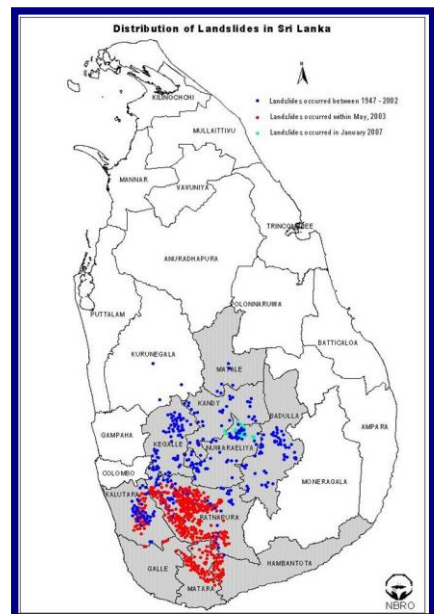 Distribution of Landslides in Sri Lanka
N
Landslides occurred between 1947 - 2002
Landslides occurred within May, 2003
Landslides occurred in January 2007
KILINOCHCHI
MULLAITTIVU
MANNAR
VAVUNIYA
TRINCOMALEE
ANURADHAPURA
POLONNARUWA
PUTTALAM
BATTICALOA
KURUNEGALA
MATALE
KANDY
BADULLA
AMPARA
GAMPAHA
KEGALLE
NUWARAELIYA
COLOMBO
MONERAGALA
KALUTARA
RATNAPURA
HAMBANTOTA
GALLE
MATARA
NBRO